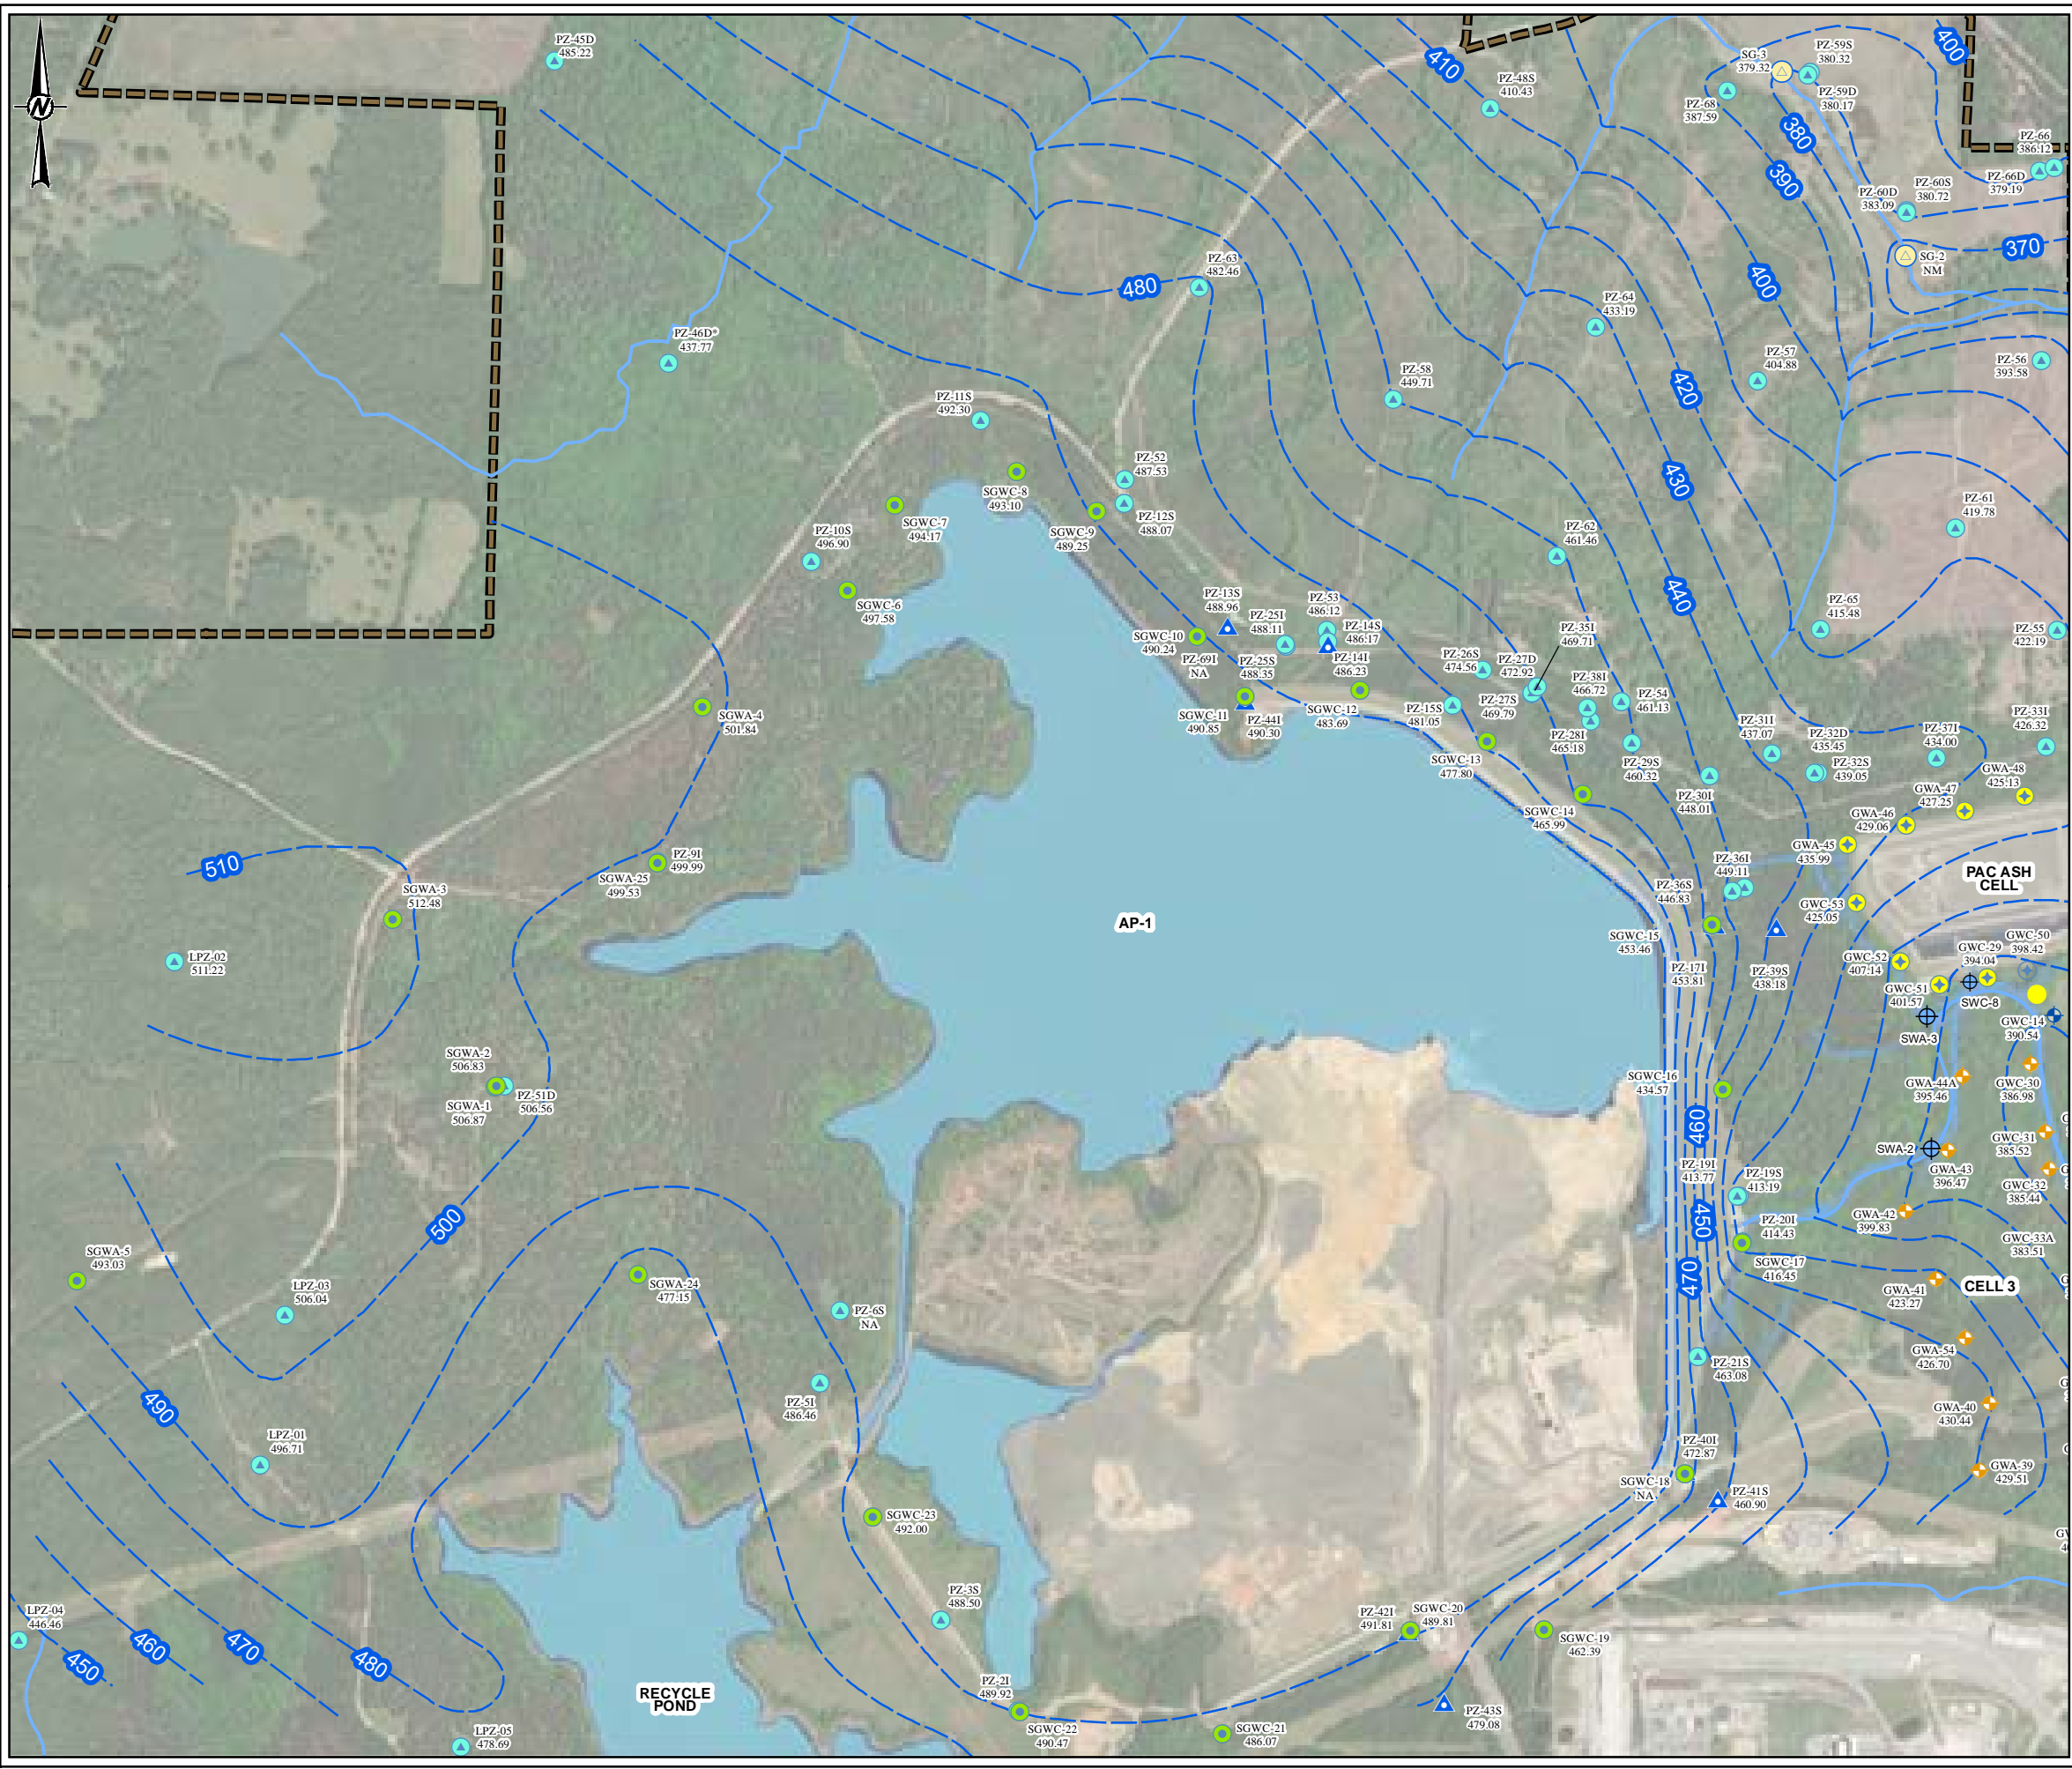 N
PZ-45D
485.22
410
PZ-48S
410.43
SG-3
379.32
PZ-59S
380.32
PZ-59D
380.17
PZ-68
387.59
400
380
390
PZ-66
386.12
PZ-66D
379.19
PZ-60D
383.09
PZ-60S
380.72
SG-2
NM
370
PZ-63
482.46
480
400
PZ-64
433.19
PZ-46D*
437.77
PZ-57
404.88
PZ-56
393.58
PZ-58
449.71
420
PZ-11S
492.30
PZ-52
487.53
430
SGWC-8
493.10
SGWC-7
494.17
PZ-12S
488.07
SGWC-9
489.25
PZ-61
419.78
PZ-10S
496.90
PZ-62
461.46
SGWC-6
497.58
440
PZ-13S
488.96
PZ-25I
488.11
PZ-53
486.12
PZ-14S
486.17
PZ-14I
486.23
SGWC-10
490.24
PZ-69I
NA
PZ-25S
488.35
PZ-35I
469.71
PZ-65
415.48
PZ-55
422.19
PZ-26S
474.56
PZ-27D
472.92
PZ-38I
466.72
PZ-54
461.13
PZ-27S
469.79
SGWA-4
501.84
SGWC-11
490.85
PZ-44I
490.30
SGWC-12
483.69
PZ-15S
481.05
PZ-28I
465.18
PZ-31I
437.07
PZ-32D
435.45
PZ-37I
434.00
PZ-33I
426.32
SGWC-13
477.80
PZ-29S
460.32
PZ-32S
439.05
GWA-48
425.13
GWA-47
427.25
PZ-30I
448.01
SGWC-14
465.99
GWA-46
429.06
GWA-45
435.99
510
SGWA-3
512.48
SGWA-25
499.53
PZ-9I
499.99
PZ-36I
449.11
PZ-36S
446.83
PAC ASH
CELL
GWC-53
425.05
AP-1
SGWC-15
453.46
LPZ-02
511.22
PZ-17I
453.81
PZ-39S
438.18
GWC-52
407.14
GWC-29
394.04
GWC-50
398.42
GWC-51
401.57
SWC-8
GWC-14
390.54
SWA-3
SGWA-2
506.83
SGWA-1
506.87
PZ-51D
506.56
SGWC-16
434.57
GWA-44A
395.46
GWC-30
386.98
460
GWC-31
385.52
SWA-2
GWA-43
396.47
GWC-32
385.44
PZ-19I
413.77
PZ-19S
413.19
500
450
PZ-20I
414.43
GWA-42
399.83
GWC-33A
383.51
SGWA-5
493.03
SGWC-17
416.45
470
LPZ-03
506.04
SGWA-24
477.15
PZ-6S
NA
GWA-41
423.27
CELL 3
GWA-54
426.70
PZ-21S
463.08
490
PZ-5I
486.46
GWA-40
430.44
LPZ-01
496.71
PZ-40I
472.87
SGWC-18
NA
GWA-39
429.51
PZ-41S
460.90
SGWC-23
492.00
LPZ-04
446.46
PZ-3S
488.50
PZ-42I
491.81
SGWC-20
489.81
SGWC-19
462.39
450
460
470
480
RECYCLE
POND
PZ-2I
489.92
SGWC-22
490.47
SGWC-21
486.07
PZ-43S
479.08
LPZ-05
478.69